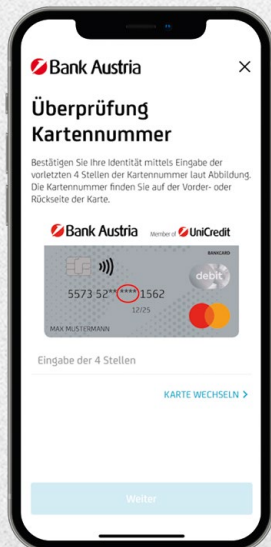 Bank Austria
Überprüfung
Kartennummer
Bestätigen Sie Ihre Identität mittels Eingabe der
vorletzten 4 Stellen der Kartennummer laut Abbildung.
Die Kartennummer finden Sie auf der Vorder- oder
Rückseite der Karte.
Bank Austria Member of UniCredit
BANKCARD
debit
5573 52** **** 1562
12/25
MAX MUSTERMANN
Eingabe der 4 Stellen
KARTE WECHSELN >
Weiter